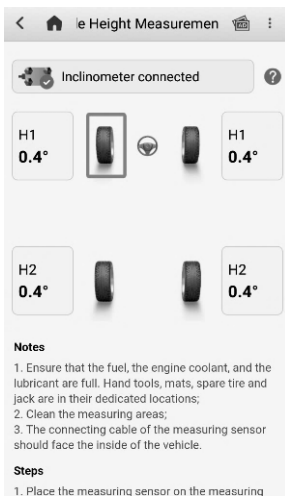 le Height Measuremen
Inclinometer connected
H1
0.4°
H1
0.4°
H2
0.4°
H2
0.4°
Notes
1. Ensure that the fuel, the engine coolant, and the
lubricant are full. Hand tools, mats, spare tire and
jack are in their dedicated locations;
2. Clean the measuring areas;
3. The connecting cable of the measuring sensor
should face the inside of the vehicle.
Steps
1. Place the measuring sensor on the measuring